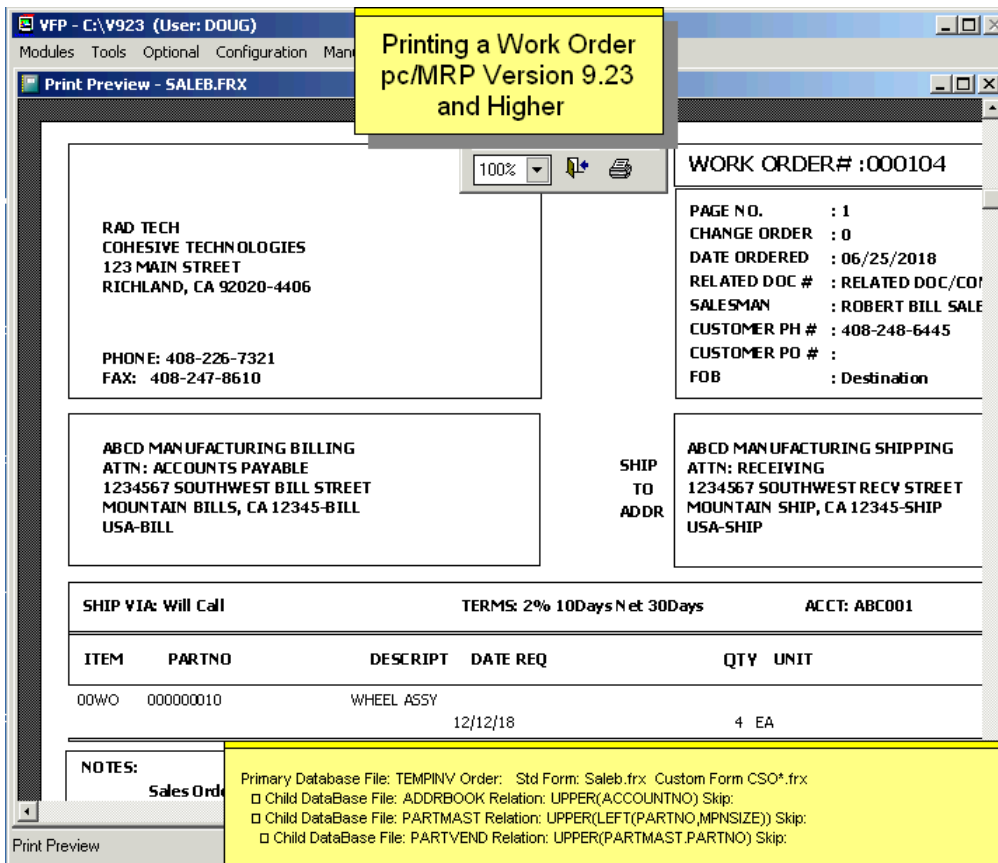 VFP - C:\V923 (User: DOUG)
Modules Tools Optional Configuration
Printing a Work Order
pc/MRP Version 9.23
and Higher
Print Preview - SALEB.FRX
100%
WORK ORDER# :000104
RAD TECH
COHESIVE TECHNOLOGIES
123 MAIN STREET
RICHLAND, CA 92020-4406
PHONE: 408-226-7321
FAX: 408-247-8610
PAGE NO. : 1
CHANGE ORDER : 0
DATE ORDERED : 06/25/2018
RELATED DOC # : RELATED DOC/
SALESMAN : ROBERT BILL SALE
CUSTOMER PH # : 408-248-6445
CUSTOMER PO # :
FOB : Destination
ABCD MANUFACTURING BILLING
ATTN: ACCOUNTS PAYABLE
1234567 SOUTHWEST BILL STREET
MOUNTAIN BILLS, CA 12345-BILL
USA-BILL
SHIP
TO
ADDR
ABCD MANUFACTURING SHIPPING
ATTN: RECEIVING
1234567 SOUTHWEST RECV STREET
MOUNTAIN SHIP, CA 12345-SHIP
USA-SHIP
SHIP VIA: Will Call TERMS: 2% 10Days Net 30Days ACCT: ABC001
ITEM PARTNO DESCRIPT DATE REQ QTY UNIT
00WO 000000010 WHEEL ASSY
12/12/18 4 EA
NOTES:
Sales Orde
Primary Database File: TEMPINV Order: Std Form: Saleb.frx Custom Form CSO*.frx
Child DataBase File: ADDRBOOK Relation: UPPER(ACCOUNTNO) Skip:
Child DataBase File: PARTMAST Relation: UPPER(LEFT(PARTNO,MPNSIZE)) Skip:
Child DataBase File: PARTVEND Relation: UPPER(PARTMAST.PARTNO) Skip:
Print Preview